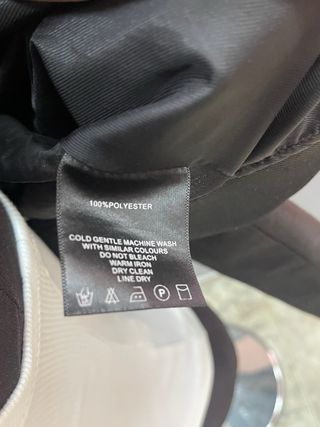 100%POLYESTER
COLD GENTLE MACHINE WASH
WITH SIMILAR COLOURS
DO NOT BLEACH
WARM IRON
DRY CLEAN
LINE DRY
P